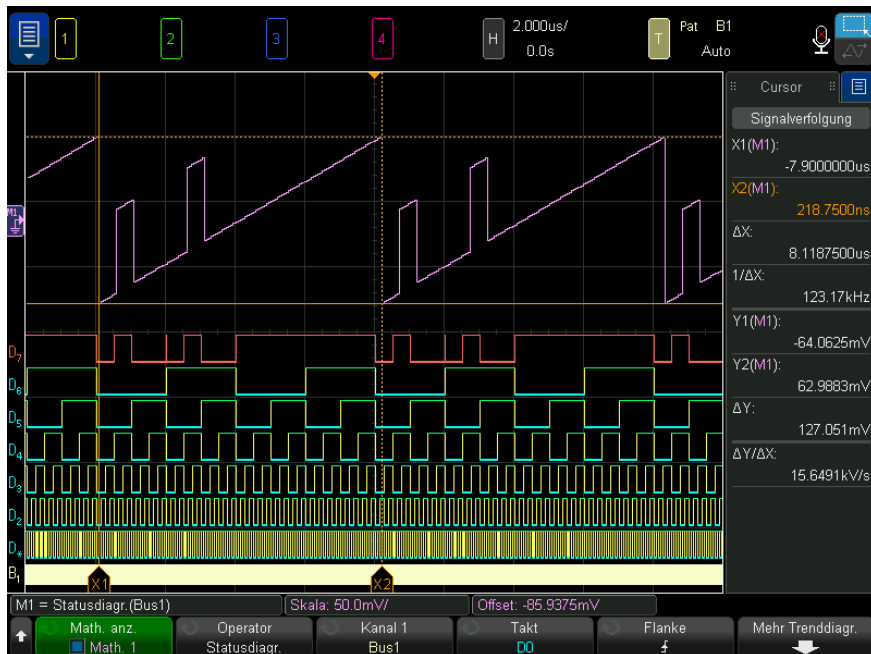 1 2 3 4 H 2.000us/ 0.0s T Pat B1 Auto
Cursor
Signalverfolgung
X1(M1):
-7.9000000us
X2(M1):
218.7500ns
ΔX:
8.1187500us
1/ΔX:
123.17kHz
Y1(M1):
-64.0625mV
Y2(M1):
62.9883mV
ΔY:
127.051mV
ΔY/ΔX:
15.6491kV/s
M1
D7
D6
D5
D4
D3
D2
D*
B1
X1 X2
M1 = Statusdiagr.(Bus1) Skala: 50.0mV/ Offset: -85.9375mV
Math. anz. Operator Kanal 1 Takt Flanke Mehr Trenddiagr.
Math. 1 Statusdiagr. Bus1 D0